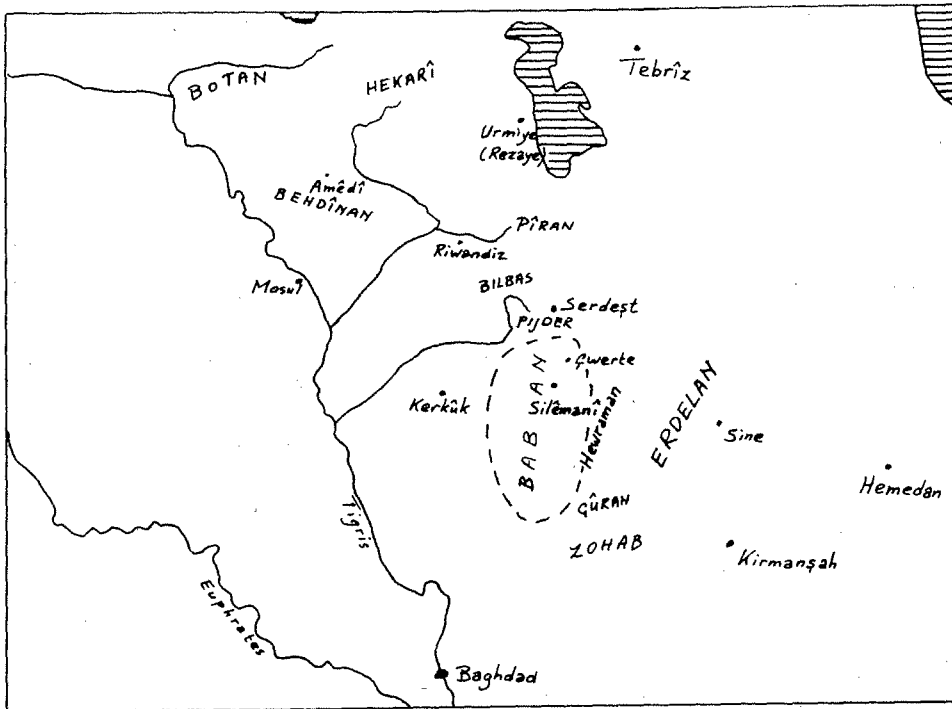 Tebrîz
BOTAN
HEKARÎ
Urmiye
(Rezaye)
Amêdî
BEHDÎNAN
PÎRAN
Riwandiz
Mosul
BILBAS
Serdeşt
PIJDER
Çwerte
Kerkûk
Silêmanî
BABAN
Hewraman
ERDELAN
Sine
Hemedan
GÛRAN
ZOHAB
Kirmanşah
Tigris
Euphrates
Baghdad